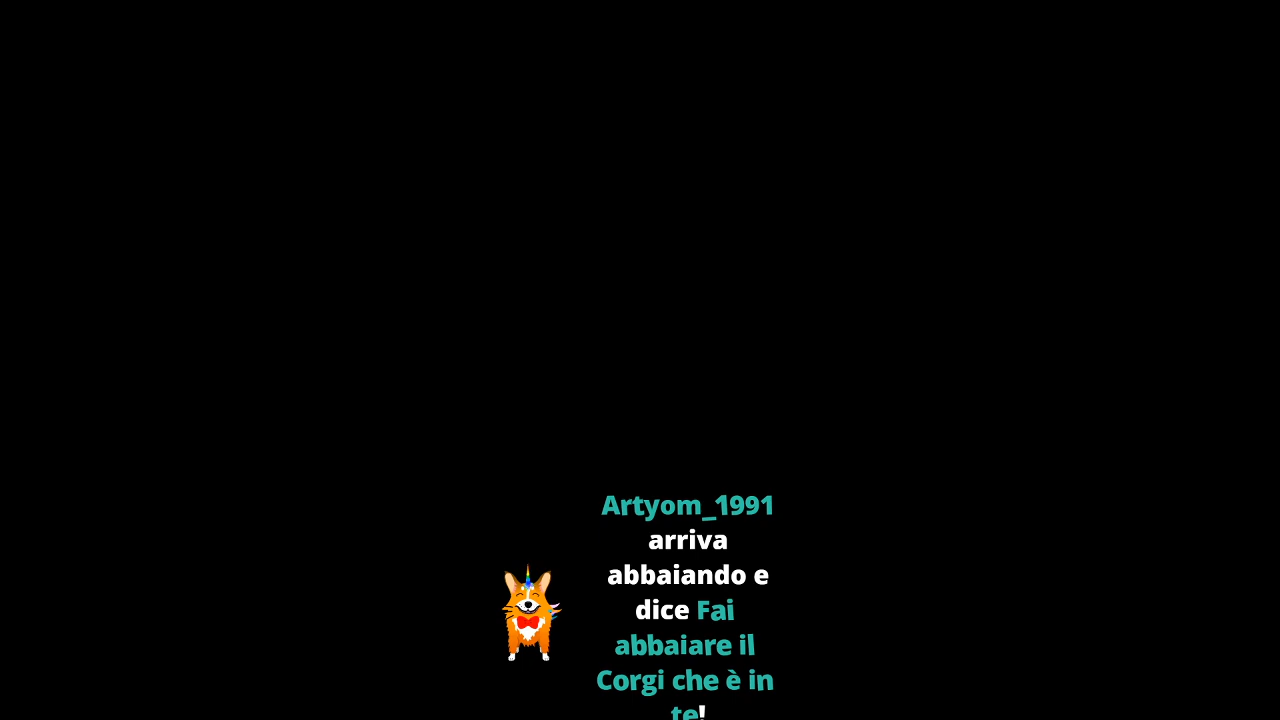 Artyom_1991
arriva
abbaiando e
dice Fai
abbaiare il
Corgi che è in
te!